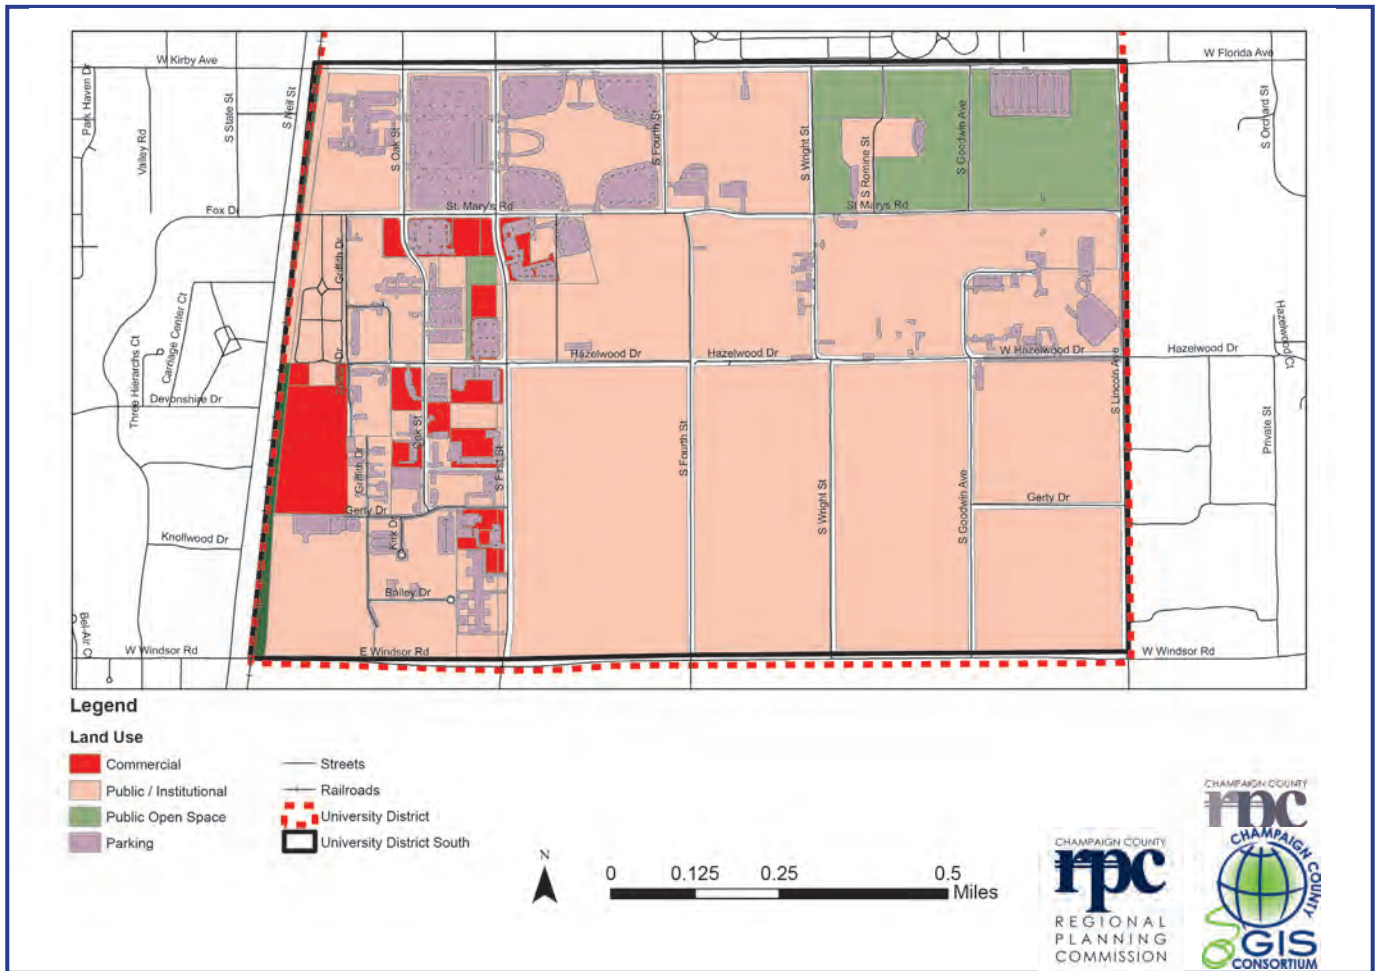 W Kirby Ave
W Florida Ave
Park Haven Dr
Valley Rd
S State St
S Neil St
S Oak St
S Fourth St
S Wright St
S Romine St
S Goodwin Ave
S Orchard St
Fox Dr
St. Mary's Rd
St Marys Rd
Griffith Dr
Three Hierarchs Ct
Carriage Center Ct
Hazelwood Dr
Hazelwood Dr
W Hazelwood Dr
Hazelwood Dr
Hazelwood Ct
Devonshire Dr
S Lincoln Ave
Private St
Oak St
S First St
S Fourth St
S Wright St
S Goodwin Ave
Griffith Dr
Gerty Dr
Gerty Dr
Kirk Dr
Knollwood Dr
Bailey Dr
Bel-Air Ct
W Windsor Rd
E Windsor Rd
W Windsor Rd
Legend
Land Use
Commercial
Public / Institutional
Public Open Space
Parking
Streets
Railroads
University District
University District South
N
0 0.125 0.25 0.5
Miles
CHAMPAIGN COUNTY
rpc
REGIONAL
PLANNING
COMMISSION
CHAMPAIGN COUNTY
rpc
CHAMPAIGN COUNTY
GIS
CONSORTIUM